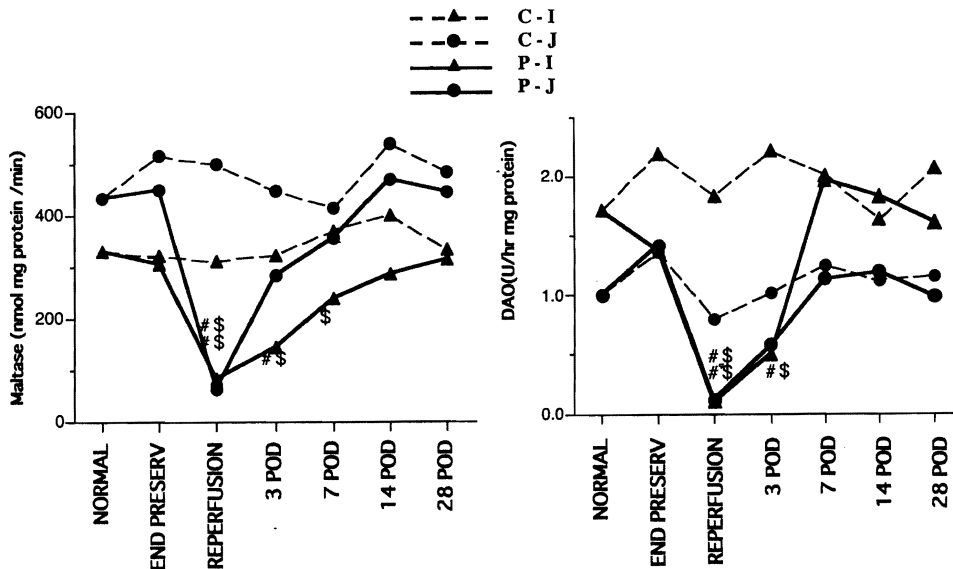 C - I
C - J
P - I
P - J
Maltase (nmol mg protein /min)
600
400
200
0
# $
# $
# $
$
NORMAL
END PRESERV
REPERFUSION
3 POD
7 POD
14 POD
28 POD
DAO(U/hr mg protein)
2.0
1.0
0.0
# $
# $
# $
NORMAL
END PRESERV
REPERFUSION
3 POD
7 POD
14 POD
28 POD